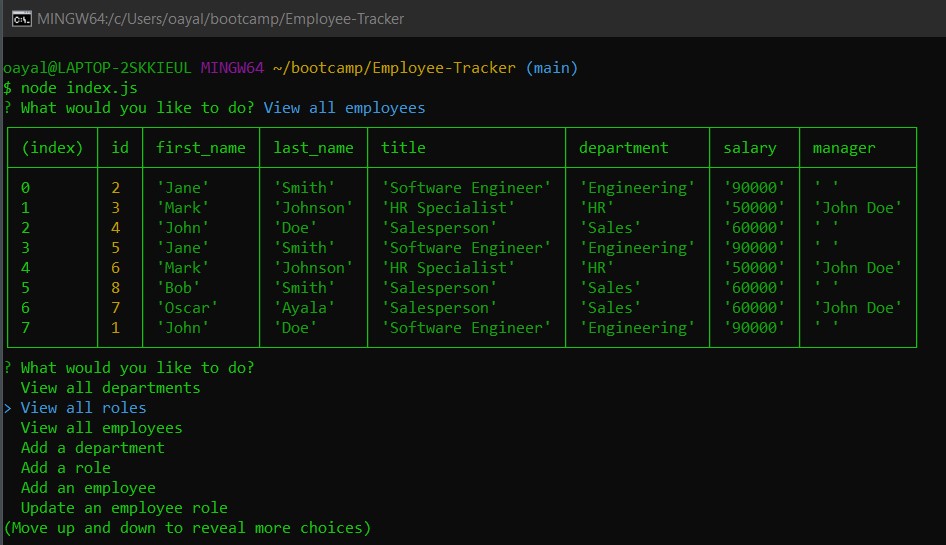 MINGW64:/c/Users/oayal/bootcamp/Employee-Tracker
oayal@LAPTOP-2SKKIEUL MINGW64 ~/bootcamp/Employee-Tracker (main)
$ node index.js
? What would you like to do? View all employees
(index) id first_name last_name title department salary manager
0 2 'Jane' 'Smith' 'Software Engineer' 'Engineering' '90000' ' '
1 3 'Mark' 'Johnson' 'HR Specialist' 'HR' '50000' 'John Doe'
2 4 'John' 'Doe' 'Salesperson' 'Sales' '60000' ' '
3 5 'Jane' 'Smith' 'Software Engineer' 'Engineering' '90000' ' '
4 6 'Mark' 'Johnson' 'HR Specialist' 'HR' '50000' 'John Doe'
5 8 'Bob' 'Smith' 'Salesperson' 'Sales' '60000' ' '
6 7 'Oscar' 'Ayala' 'Salesperson' 'Sales' '60000' 'John Doe'
7 1 'John' 'Doe' 'Software Engineer' 'Engineering' '90000' ' '
? What would you like to do?
View all departments
> View all roles
View all employees
Add a department
Add a role
Add an employee
Update an employee role
(Move up and down to reveal more choices)